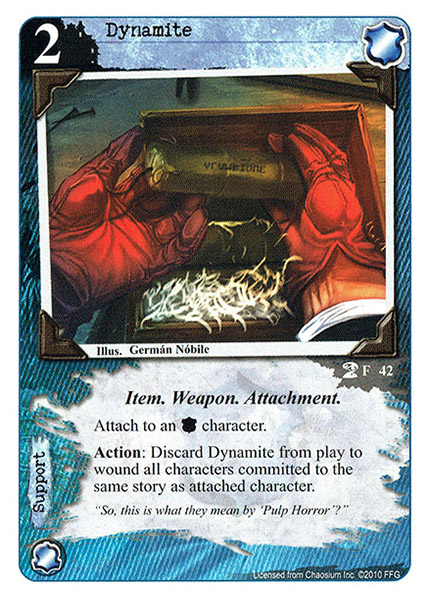 2
Dynamite
Illus. Germán Nóbile
F 42
Item. Weapon. Attachment.
Attach to an character.
Action: Discard Dynamite from play to
wound all characters committed to the
same story as attached character.
"So, this is what they mean by 'Pulp Horror'?"
Support
Licensed from Chaosium Inc. ©2010 FFG